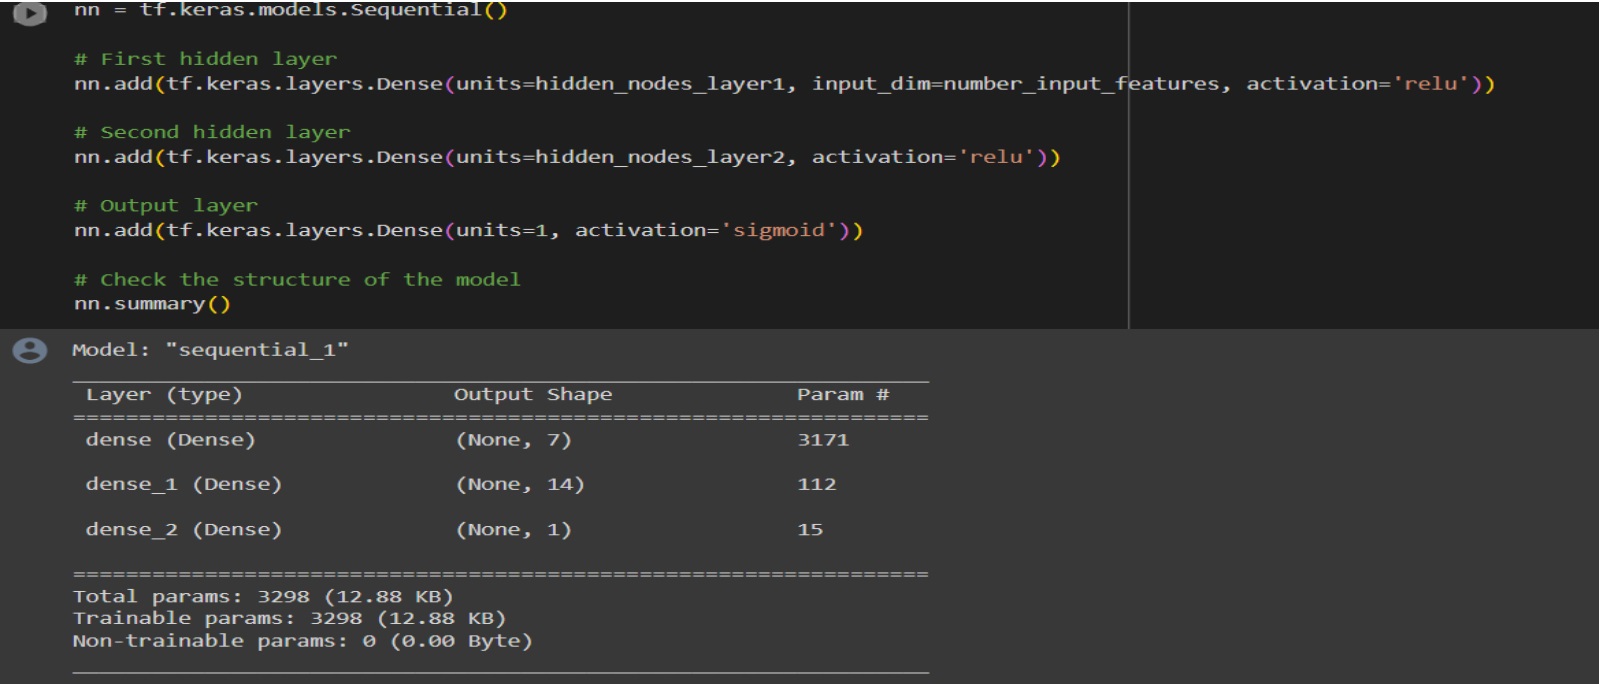 nn = tf.keras.models.Sequential()
# First hidden layer
nn.add(tf.keras.layers.Dense(units=hidden_nodes_layer1, input_dim=number_input_features, activation='relu'))
# Second hidden layer
nn.add(tf.keras.layers.Dense(units=hidden_nodes_layer2, activation='relu'))
# Output layer
nn.add(tf.keras.layers.Dense(units=1, activation='sigmoid'))
# Check the structure of the model
nn.summary()
Model: "sequential_1"
_________________________________________________________________
Layer (type) Output Shape Param #
=================================================================
dense (Dense) (None, 7) 3171
dense_1 (Dense) (None, 14) 112
dense_2 (Dense) (None, 1) 15
=================================================================
Total params: 3298 (12.88 KB)
Trainable params: 3298 (12.88 KB)
Non-trainable params: 0 (0.00 Byte)
_________________________________________________________________